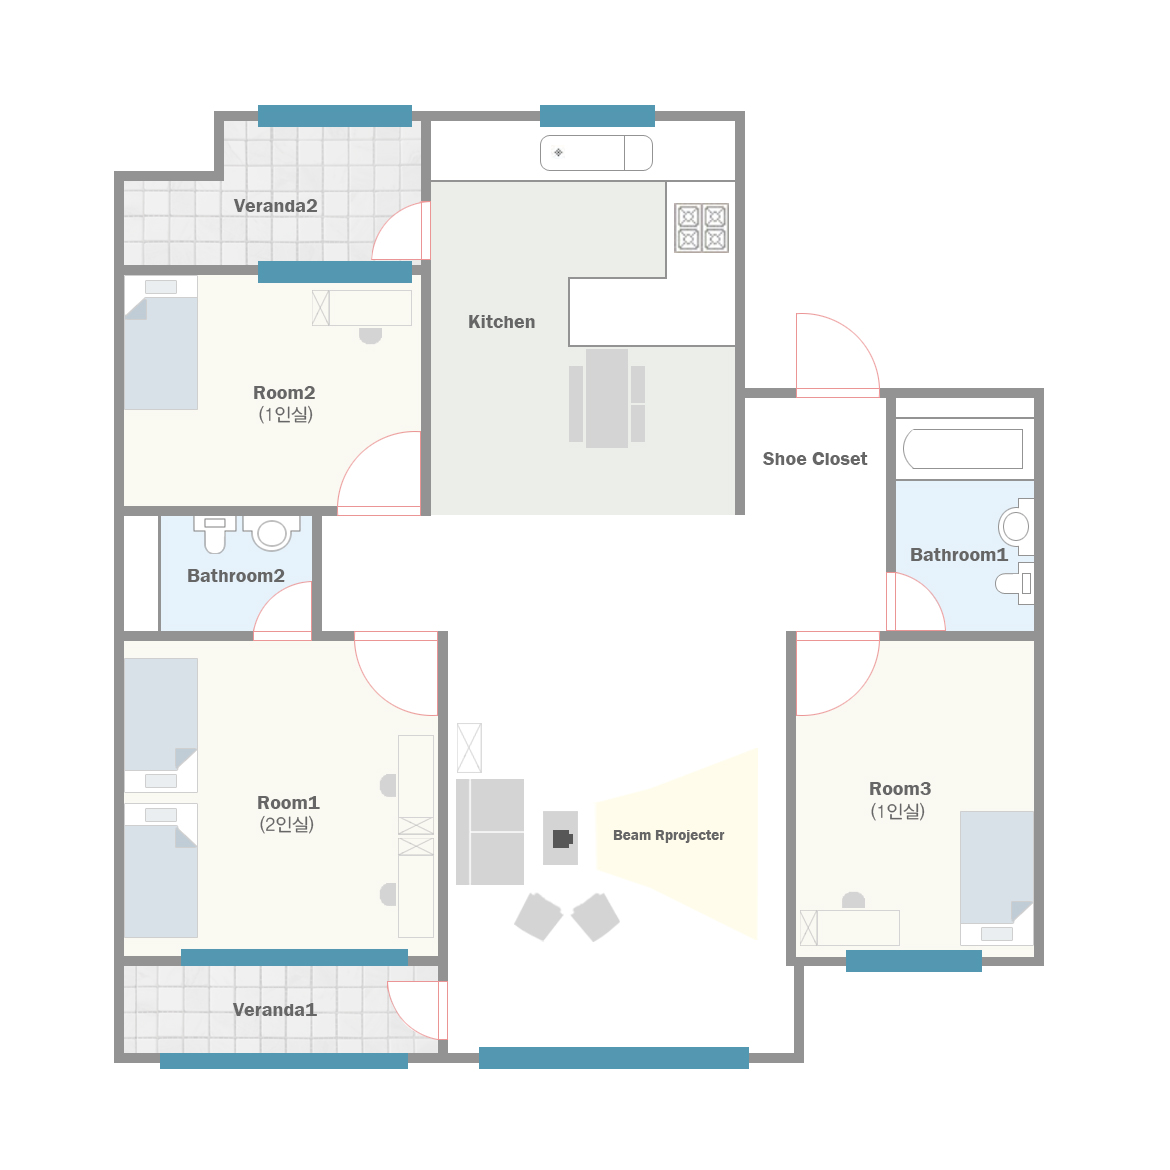 Veranda2
Kitchen
Room2
(1인실)
Shoe Closet
Bathroom1
Bathroom2
Room1
(2인실)
Room3
(1인실)
Beam Rprojecter
Veranda1